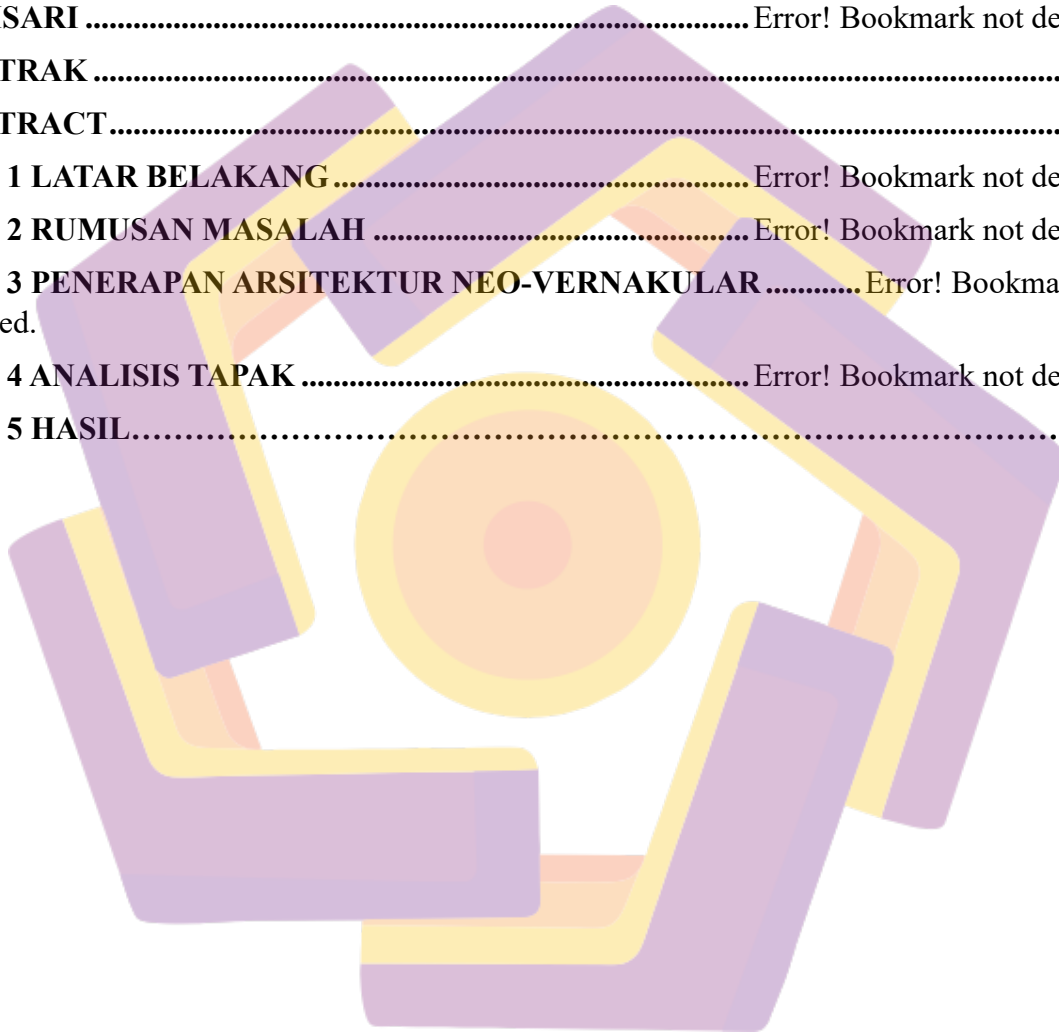 ISARI ........................................................................................................ Error! Bookmark not de
TRAK ........................................................................................................
TRACT ........................................................................................................
1 LATAR BELAKANG ................................................................ Error! Bookmark not de
2 RUMUSAN MASALAH ......................................................... Error! Bookmark not de
3 PENERAPAN ARSITEKTUR NEO-VERNAKULAR ........... Error! Bookma
ed.
4 ANALISIS TAPAK .................................................................... Error! Bookmark not de
5 HASIL........................................................................................................